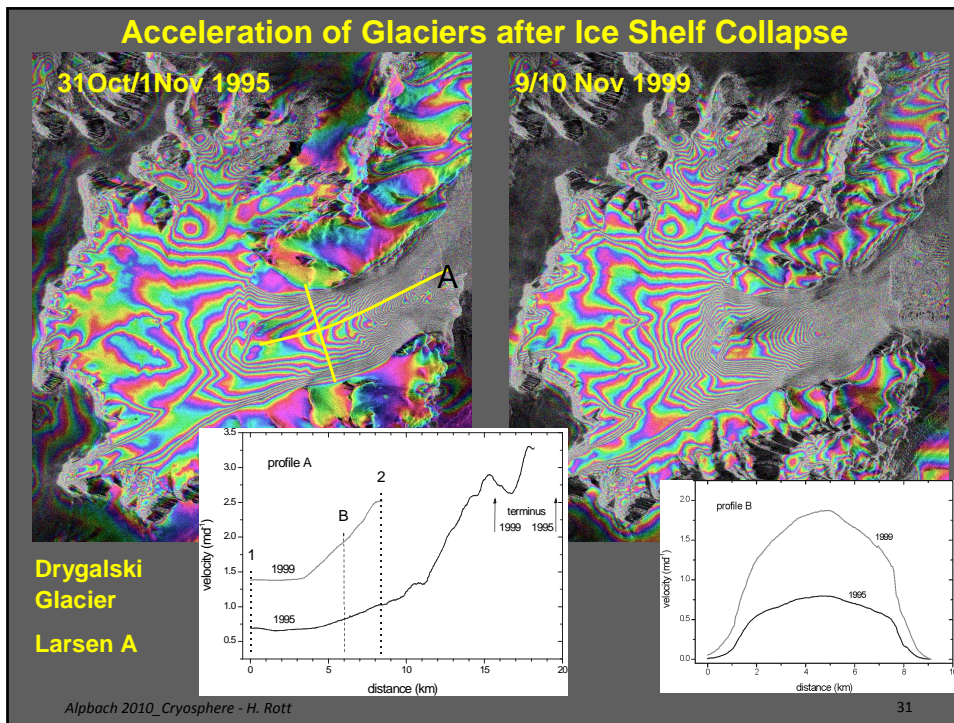 Acceleration of Glaciers after Ice Shelf Collapse
31Oct/1Nov 1995
9/10 Nov 1999
A
3.5
3.0
2.5
2.0
1.5
1.0
0.5
velocity (md⁻¹)
profile A
1
B
2
1999
1995
terminus
1999 1995
0 5 10 15 20
distance (km)
2.0
1.5
1.0
0.5
0.0
velocity (md⁻¹)
profile B
1999
1995
0 2 4 6 8 10
distance (km)
Drygalski
Glacier
Larsen A
Alpbach 2010_Cryosphere - H. Rott
31